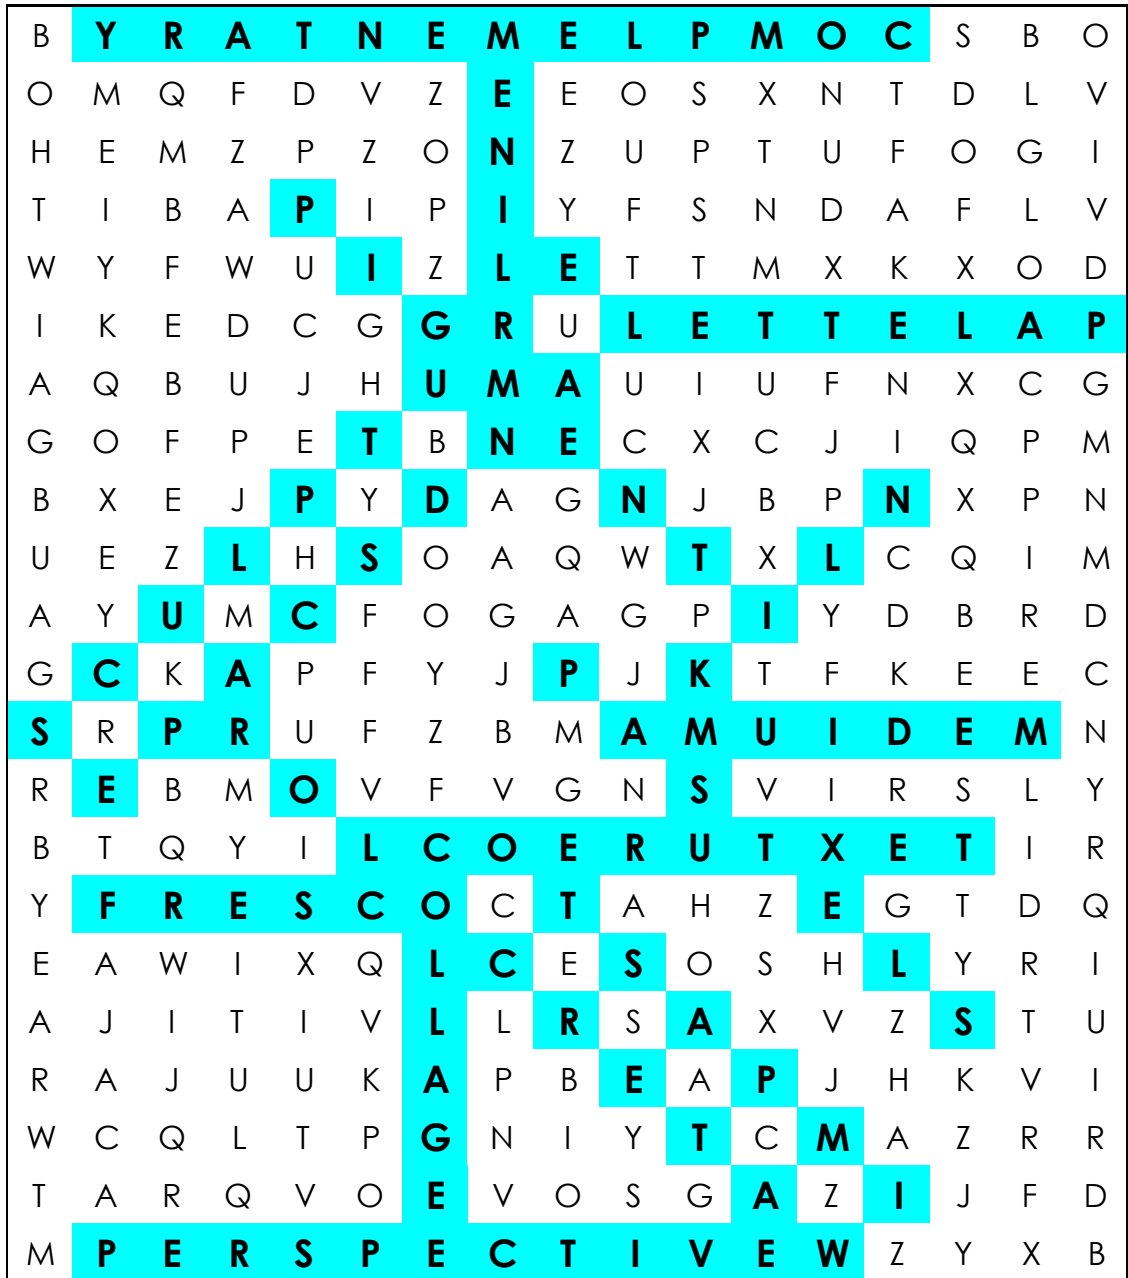 B Y R A T N E M E L P M O C S B O
O M Q F D V Z E E O S X N T D L V
H E M Z P Z O N Z U P T U F O G I
T I B A P I P I Y F S N D A F L V
W Y F W U I Z L E T T M X K X O D
I K E D C G G R U L E T T E L A P
A Q B U J H U M A U I U F N X C G
G O F P E T B N E C X C J I Q P M
B X E J P Y D A G N J B P N X P N
U E Z L H S O A Q W T X L C Q I M
A Y U M C F O G A G P I Y D B R D
G C K A P F Y J P J K T F K E E C
S R P R U F Z B M A M U I D E M N
R E B M O V F V G N S V I R S L Y
B T Q Y I L C O E R U T X E T I R
Y F R E S C O C T A H Z E G T D Q
E A W I X Q L C E S O S H L Y R I
A J I T I V L L R S A X V Z S T U
R A J U U K A P B E A P J H K V I
W C Q L T P G N I Y T C M A Z R R
T A R Q V O E V O S G A Z I J F D
M P E R S P E C T I V E W Z Y X B